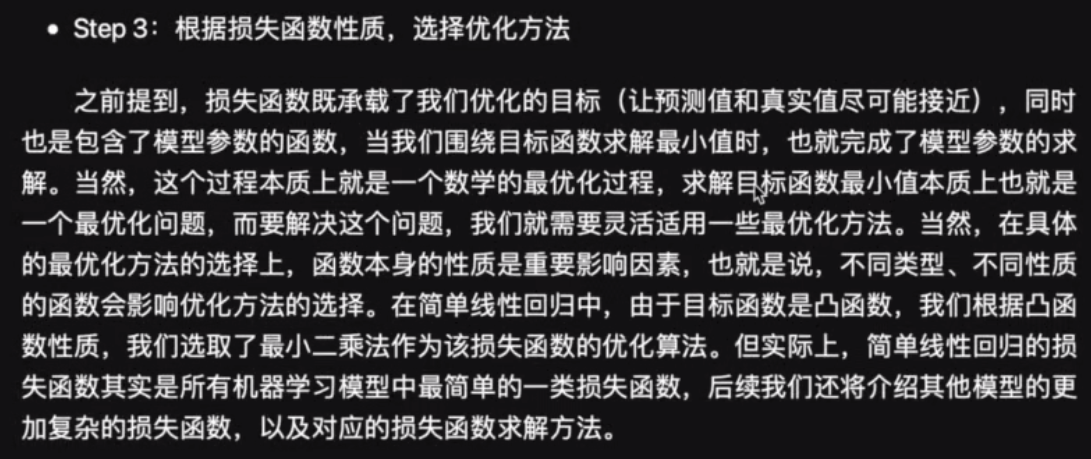 • Step 3：根据损失函数性质，选择优化方法
之前提到，损失函数既承载了我们优化的目标（让预测值和真实值尽可能接近），同时
也是包含了模型参数的函数，当我们围绕目标函数求解最小值时，也就完成了模型参数的求
解。当然，这个过程本质上就是一个数学的最优化过程，求解目标函数最小值本质上也就是
一个最优化问题，而要解决这个问题，我们就需要灵活适用一些最优化方法。当然，在具体
的最优化方法的选择上，函数本身的性质是重要影响因素，也就是说，不同类型、不同性质
的函数会影响优化方法的选择。在简单线性回归中，由于目标函数是凸函数，我们根据凸函
数性质，我们选取了最小二乘法作为该损失函数的优化算法。但实际上，简单线性回归的损
失函数其实是所有机器学习模型中最简单的一类损失函数，后续我们还将介绍其他模型的更
加复杂的损失函数，以及对应的损失函数求解方法。